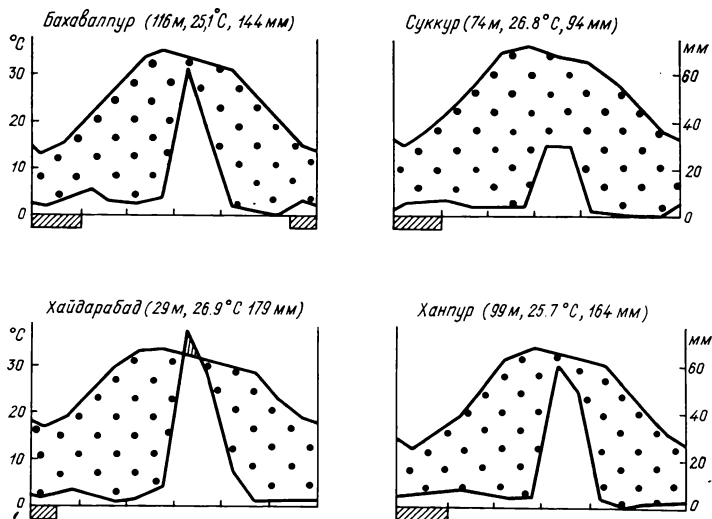 Бахавалпур (116 м, 25,1°С, 144 мм)
Суккур (74 м, 26.8°С, 94 мм)
°С
30
20
10
0
мм
60
40
20
0
Хайдарабад (29 м, 26.9°С 179 мм)
Ханпур (99 м, 25.7°С, 164 мм)
°С
30
20
10
0
мм
60
40
20
0